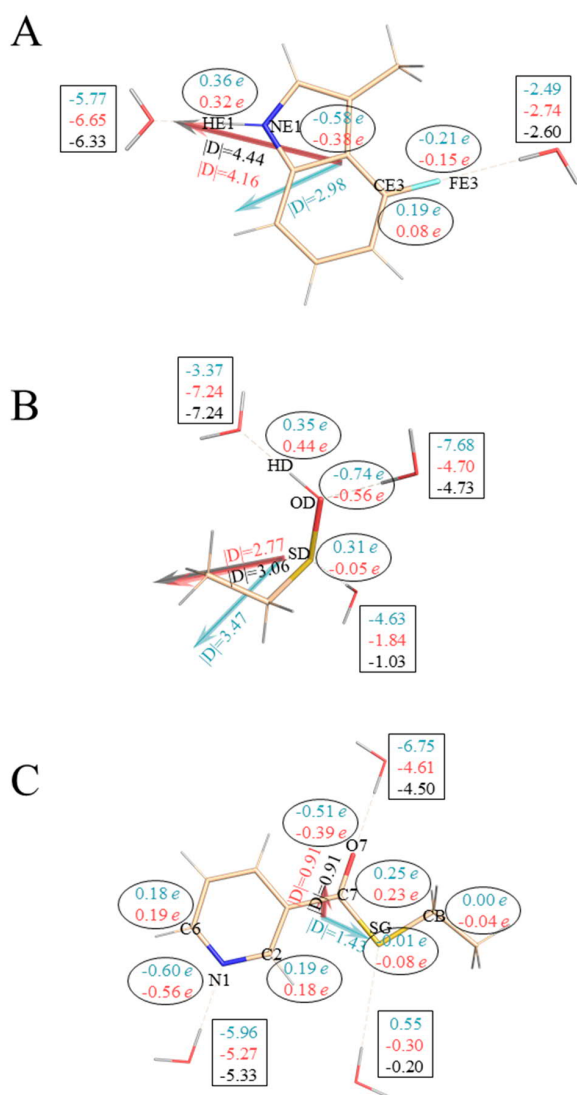 A
-5.77
-6.65
-6.33
0.36 e
0.32 e
HE1
NE1
-0.58 e
-0.38 e
-2.49
-2.74
-2.60
-0.21 e
-0.15 e
|D|=4.44
|D|=4.16
|D|=2.98
CE3
FE3
0.19 e
0.08 e
B
-3.37
-7.24
-7.24
0.35 e
0.44 e
HD
-0.74 e
-0.56 e
OD
-7.68
-4.70
-4.73
|D|=2.77
SD
|D|=3.06
0.31 e
-0.05 e
|D|=3.47
-4.63
-1.84
-1.03
C
-6.75
-4.61
-4.50
-0.51 e
-0.39 e
O7
|D|=0.91
|D|=0.91
0.25 e
0.23 e
C7
0.18 e
0.19 e
C6
SG
CB
0.00 e
-0.04 e
|D|=1.43
-0.01 e
-0.08 e
C2
-0.60 e
-0.56 e
N1
0.19 e
0.18 e
-5.96
-5.27
-5.33
0.55
-0.30
-0.20